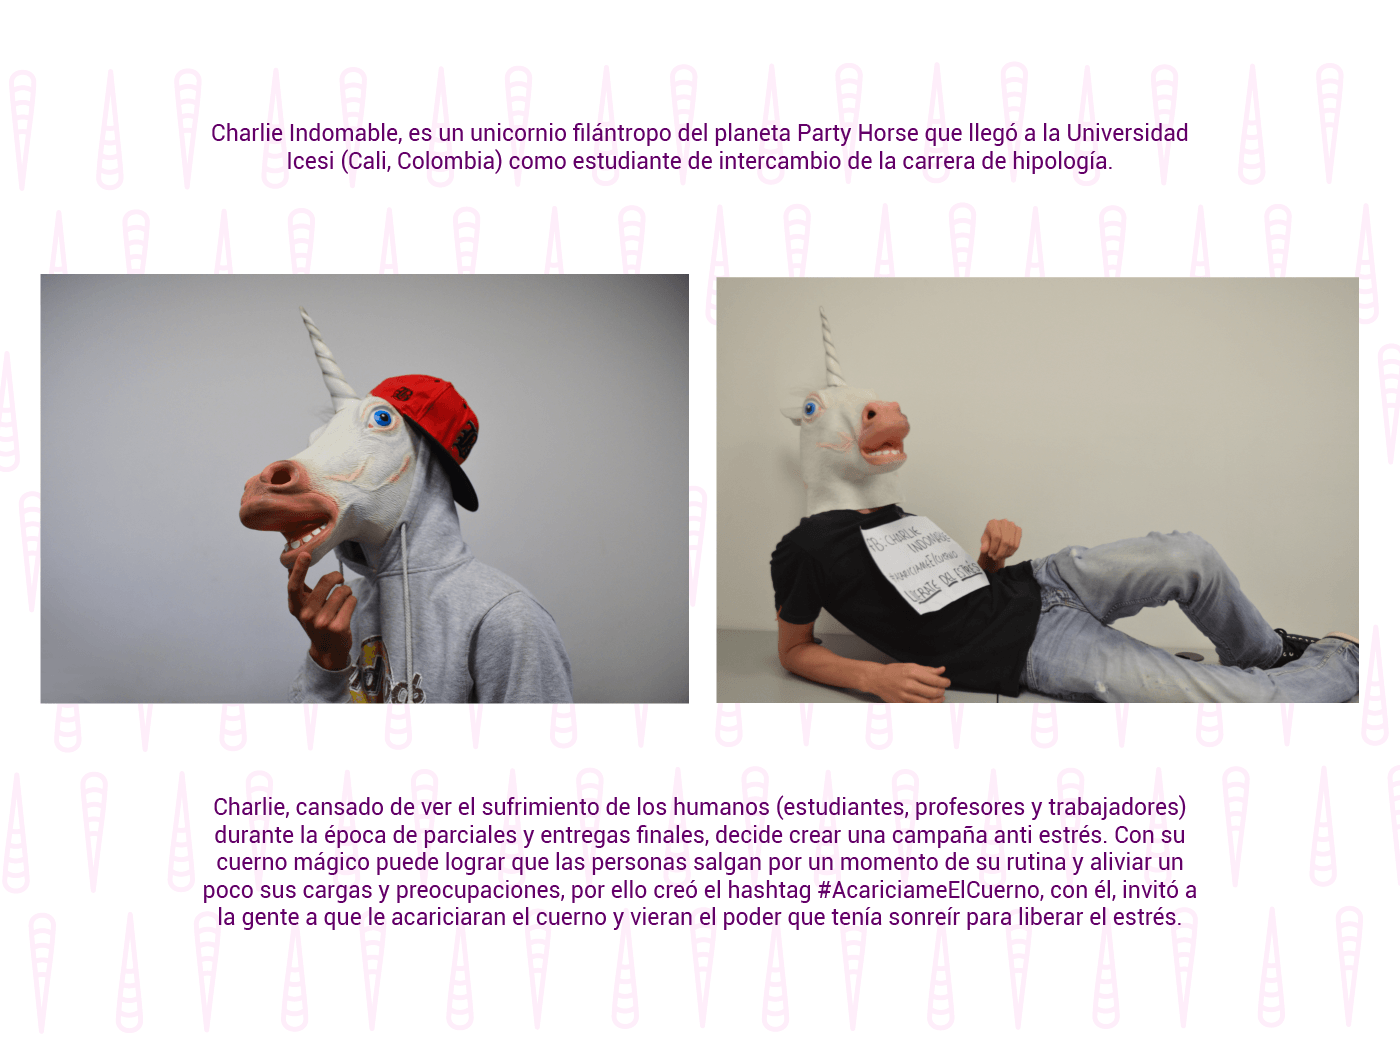 Charlie Indomable, es un unicornio filántropo del planeta Party Horse que llegó a la Universidad
Icesi (Cali, Colombia) como estudiante de intercambio de la carrera de hipología.
FB: CHARLIE
INDOMABLE
#ACARICIAMEELCUERNO
LIBERATE DEL ESTRÉS
Charlie, cansado de ver el sufrimiento de los humanos (estudiantes, profesores y trabajadores)
durante la época de parciales y entregas finales, decide crear una campaña anti estrés. Con su
cuerno mágico puede lograr que las personas salgan por un momento de su rutina y aliviar un
poco sus cargas y preocupaciones, por ello creó el hashtag #AcariciameElCuerno, con él, invitó a
la gente a que le acariciaran el cuerno y vieran el poder que tenía sonreír para liberar el estrés.